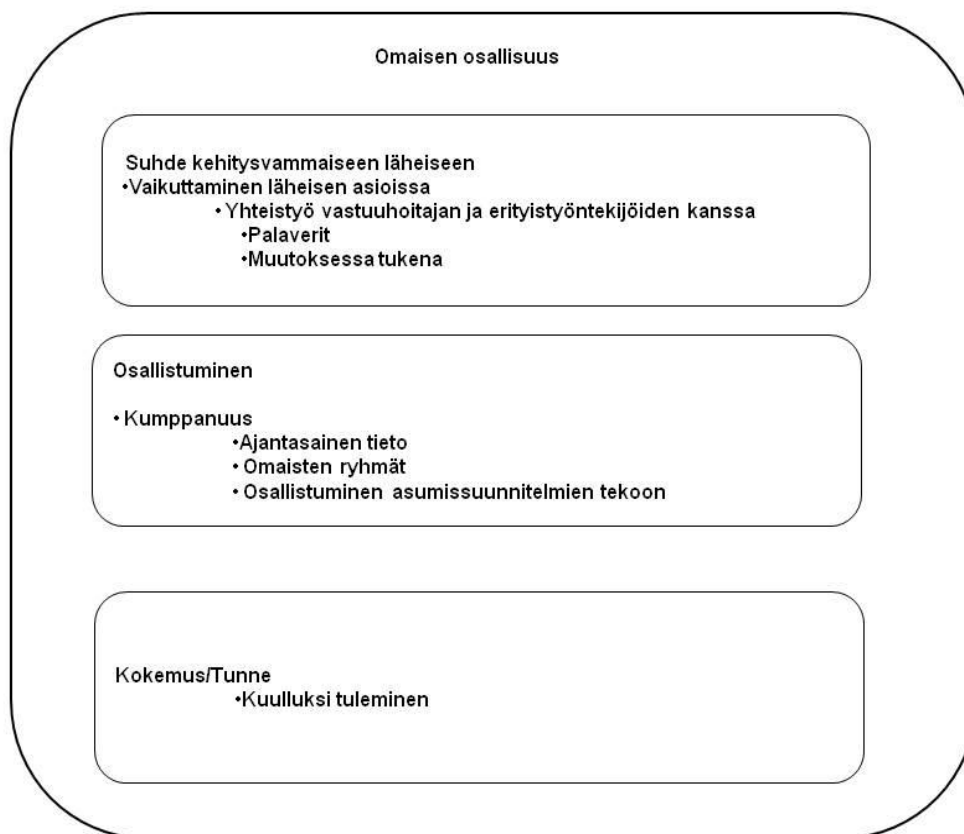 Omaisen osallisuus
Suhde kehitysvammaiseen läheiseen
•Vaikuttaminen läheisen asioissa
• Yhteistyö vastuuhoitajan ja erityistyöntekijöiden kanssa
•Palaverit
•Muutoksessa tukena
Osallistuminen
• Kumppanuus
•Ajantasainen tieto
• Omaisten ryhmät
• Osallistuminen asumissuunnitelmien tekoon
Kokemus/Tunne
•Kuulluksi tuleminen